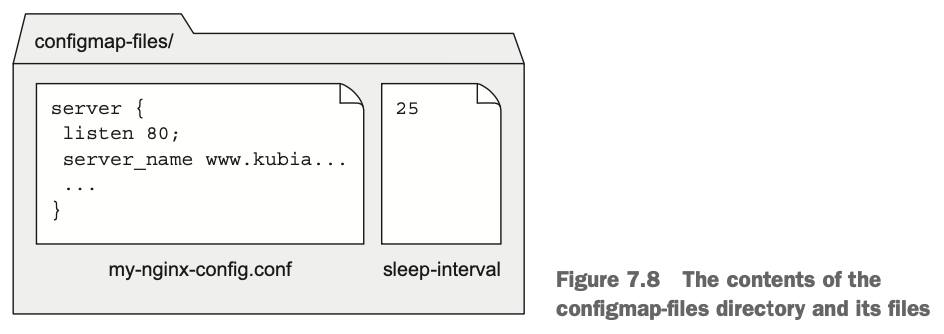 configmap-files/
server {
listen 80;
server_name www.kubia...
...
}
25
my-nginx-config.conf
sleep-interval
Figure 7.8 The contents of the
configmap-files directory and its files